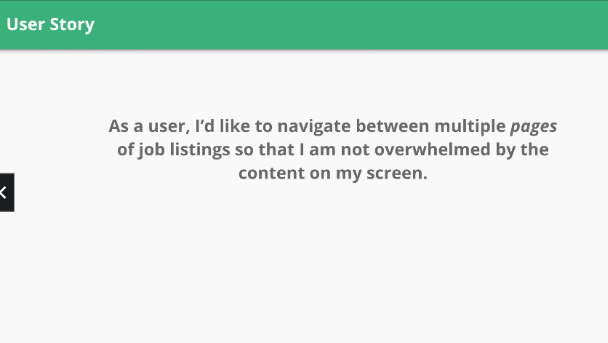 User Story
As a user, I’d like to navigate between multiple pages
of job listings so that I am not overwhelmed by the
content on my screen.